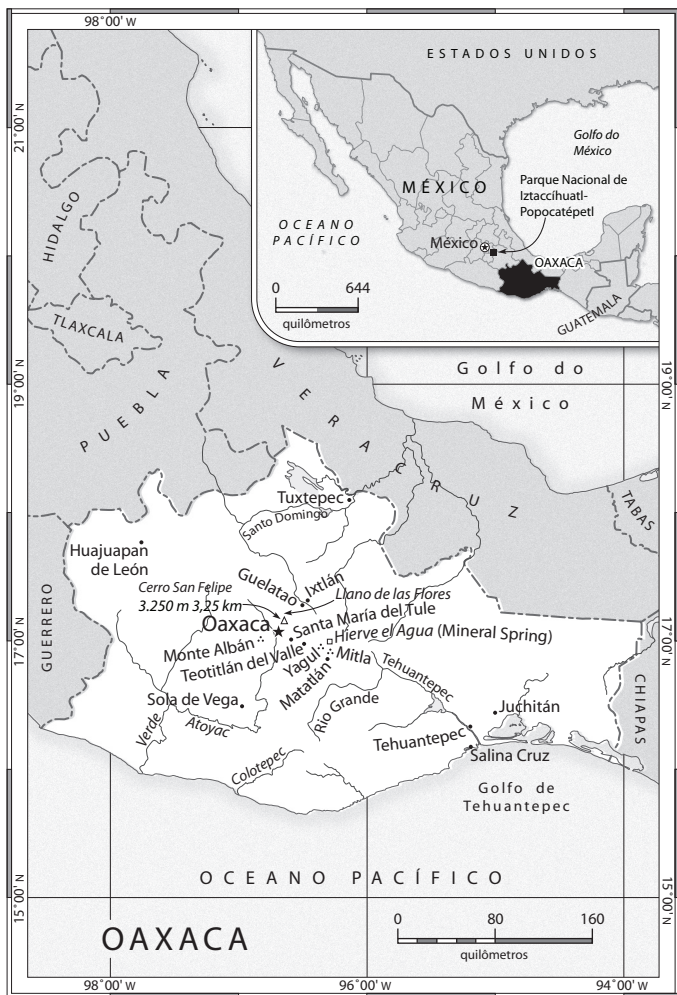 98°00' W
ESTADOS UNIDOS
21°00' N
Golfo do
México
Parque Nacional de
Iztaccíhuatl-
Popocatépetl
MÉXICO
HIDALGO
OCEANO
PACÍFICO
México
OAXACA
0 644
quilômetros
GUATEMALA
TLAXCALA
19°00' N
Golfo do
19°00' N
México
PUEBLA
VERACRUZ
TABAS
Tuxtepec
Santo Domingo
Huajuapan
de León
Cerro San Felipe
3.250 m 3,25 km
Guelatao
Ixtlán
Llano de las Flores
GUERRERO
Oaxaca
Santa María del Tule
17°00' N
17°00' N
Monte Albán
Hierve el Agua (Mineral Spring)
Teotitlán del Valle
Yagul
Mitla
Matatlán
Tehuantepec
CHIAPAS
Sola de Vega
Rio Grande
Juchitán
Verde
Atoyac
Tehuantepec
Salina Cruz
Colotepec
Golfo de
Tehuantepec
OCEANO PACÍFICO
15°00' N
15°00' N
0 80 160
quilômetros
OAXACA
98°00' W
96°00' W
94°00' W